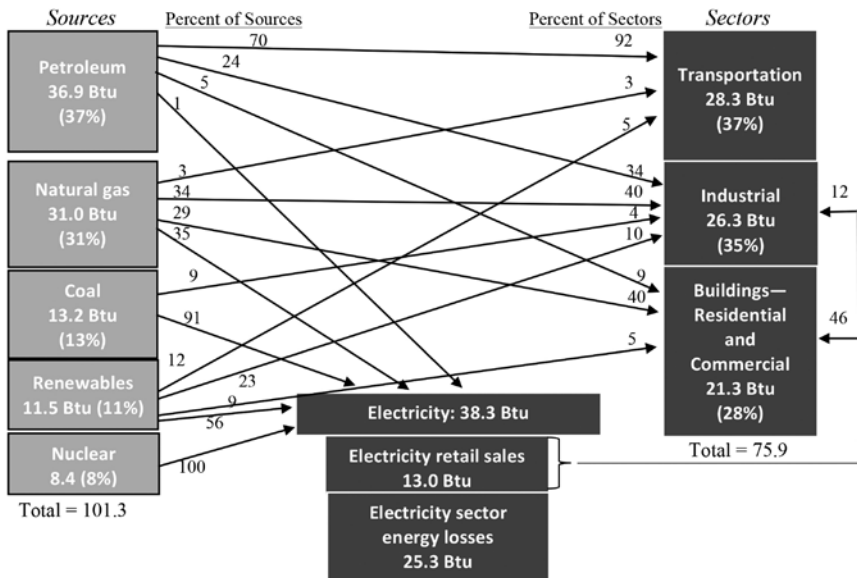 Sources
Percent of Sources
Percent of Sectors
Sectors
Petroleum
36.9 Btu
(37%)
70
24
5
1
Natural gas
31.0 Btu
(31%)
3
34
29
35
Coal
13.2 Btu
(13%)
9
91
Renewables
11.5 Btu (11%)
12
23
9
56
Nuclear
8.4 (8%)
100
Total = 101.3
92
3
5
Transportation
28.3 Btu
(37%)
34
40
4
10
Industrial
26.3 Btu
(35%)
12
9
40
5
Buildings—
Residential
and
Commercial
21.3 Btu
(28%)
46
Total = 75.9
Electricity: 38.3 Btu
Electricity retail sales
13.0 Btu
Electricity sector
energy losses
25.3 Btu